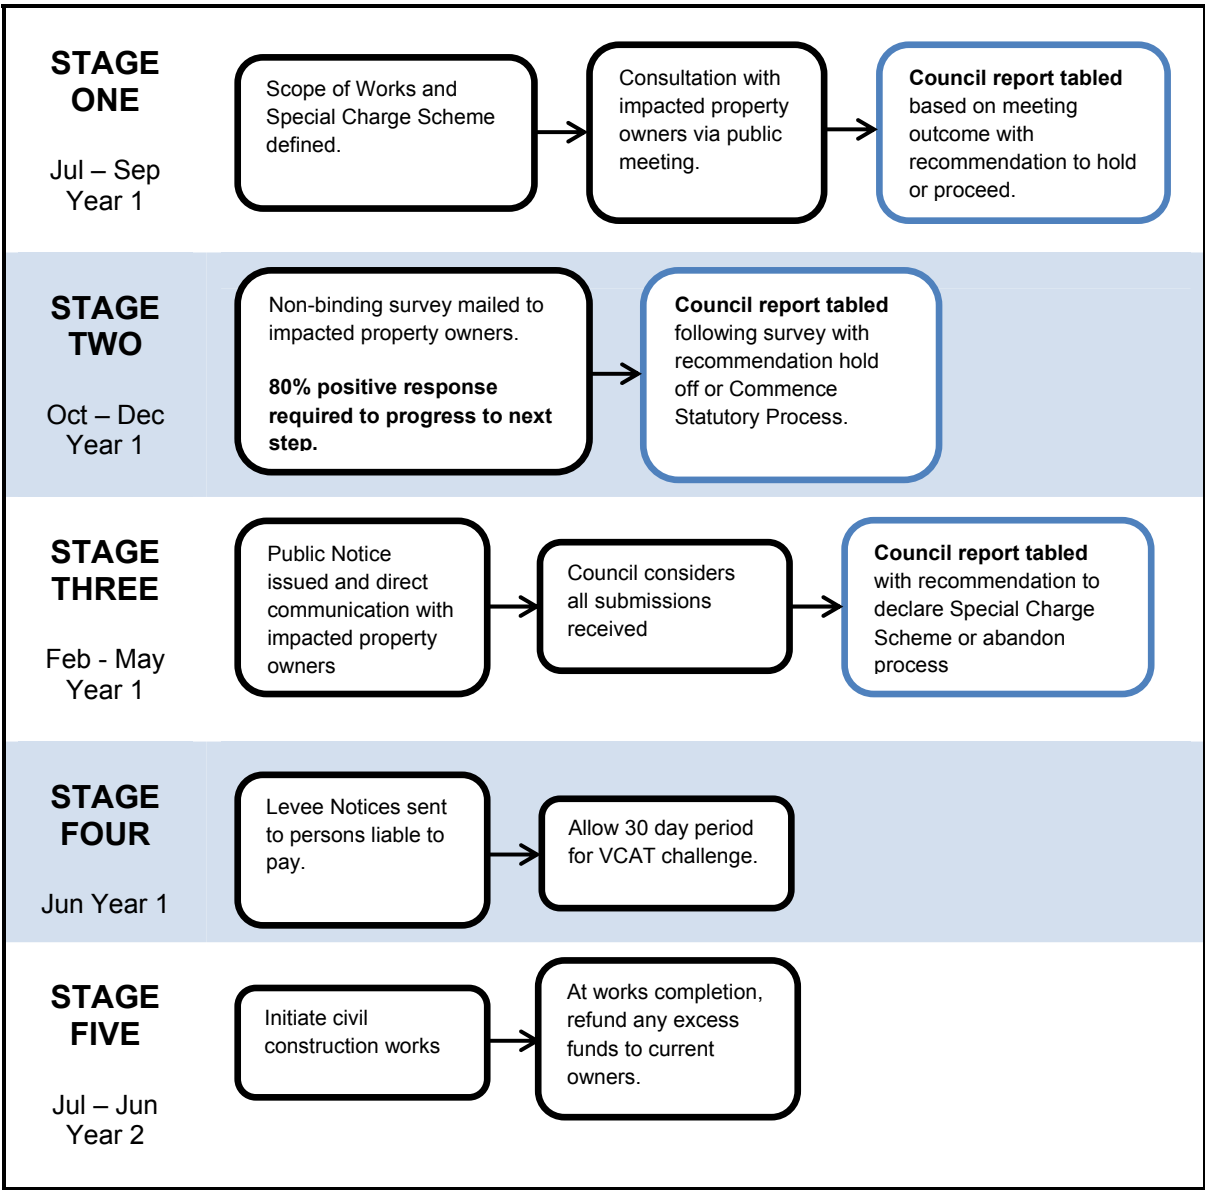 STAGE
ONE
Jul – Sep
Year 1
Scope of Works and
Special Charge Scheme
defined.
Consultation with
impacted property
owners via public
meeting.
Council report tabled
based on meeting
outcome with
recommendation to hold
or proceed.
STAGE
TWO
Oct – Dec
Year 1
Non-binding survey mailed to
impacted property owners.
80% positive response
required to progress to next
step.
Council report tabled
following survey with
recommendation hold
off or Commence
Statutory Process.
STAGE
THREE
Feb - May
Year 1
Public Notice
issued and direct
communication with
impacted property
owners
Council considers
all submissions
received
Council report tabled
with recommendation to
declare Special Charge
Scheme or abandon
process
STAGE
FOUR
Jun Year 1
Levee Notices sent
to persons liable to
pay.
Allow 30 day period
for VCAT challenge.
STAGE
FIVE
Jul – Jun
Year 2
Initiate civil
construction works
At works completion,
refund any excess
funds to current
owners.